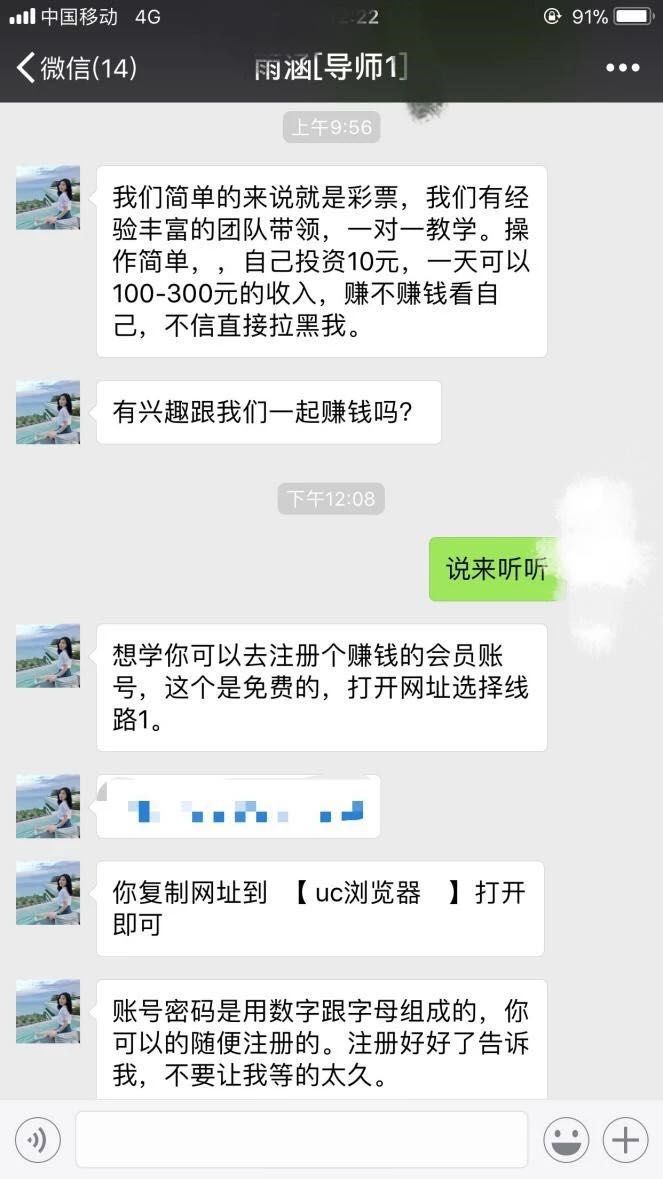 中国移动 4G
:22
91%
微信(14)
雨涵[导师1]
上午9:56
我们简单的来说就是彩票，我们有经
验丰富的团队带领，一对一教学。操
作简单，，自己投资10元，一天可以
100-300元的收入，赚不赚钱看自
己，不信直接拉黑我。
有兴趣跟我们一起赚钱吗？
下午12:08
说来听听
想学你可以去注册个赚钱的会员账
号，这个是免费的，打开网址选择线
路1。
你复制网址到 【 uc浏览器 】打开
即可
账号密码是用数字跟字母组成的，你
可以的随便注册的。注册好好了告诉
我，不要让我等的太久。